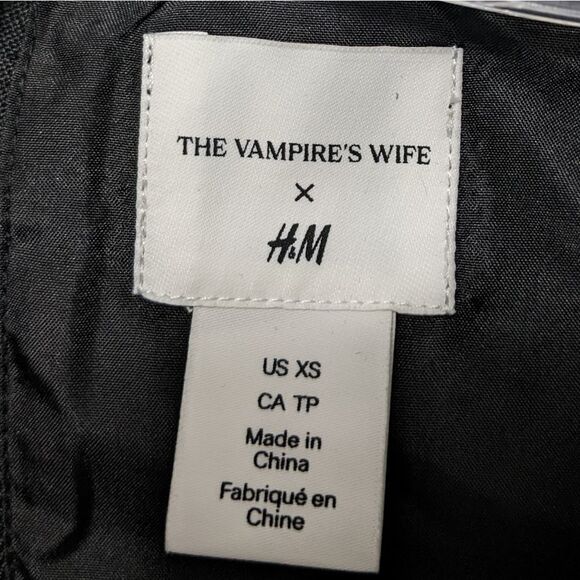 THE VAMPIRE'S WIFE
×
H&M
US XS
CA TP
Made in
China
Fabriqué en
Chine